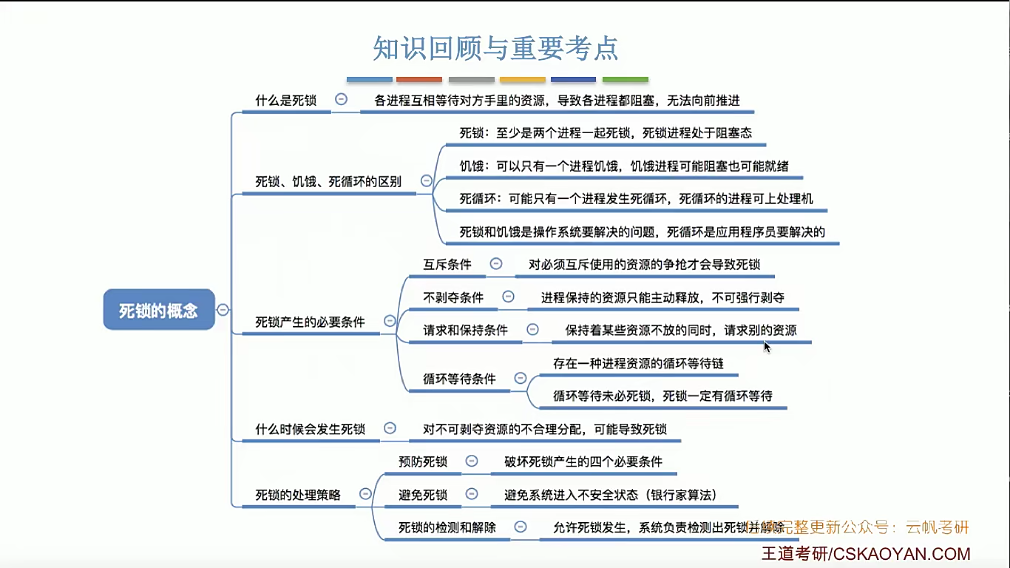 知识回顾与重要考点
什么是死锁
各进程互相等待对方手里的资源，导致各进程都阻塞，无法向前推进
死锁、饥饿、死循环的区别
死锁：至少是两个进程一起死锁，死锁进程处于阻塞态
饥饿：可以只有一个进程饥饿，饥饿进程可能阻塞也可能就绪
死循环：可能只有一个进程发生死循环，死循环的进程可上处理机
死锁和饥饿是操作系统要解决的问题，死循环是应用程序员要解决的
死锁的概念
死锁产生的必要条件
互斥条件
对必须互斥使用的资源的争抢才会导致死锁
不剥夺条件
进程保持的资源只能主动释放，不可强行剥夺
请求和保持条件
保持着某些资源不放的同时，请求别的资源
循环等待条件
存在一种进程资源的循环等待链
循环等待未必死锁，死锁一定有循环等待
什么时候会发生死锁
对不可剥夺资源的不合理分配，可能导致死锁
死锁的处理策略
预防死锁
破坏死锁产生的四个必要条件
避免死锁
避免系统进入不安全状态（银行家算法）
死锁的检测和解除
允许死锁发生，系统负责检测出死锁并解除
完整更新公众号：云帆考研
王道考研/CSKAOYAN.COM